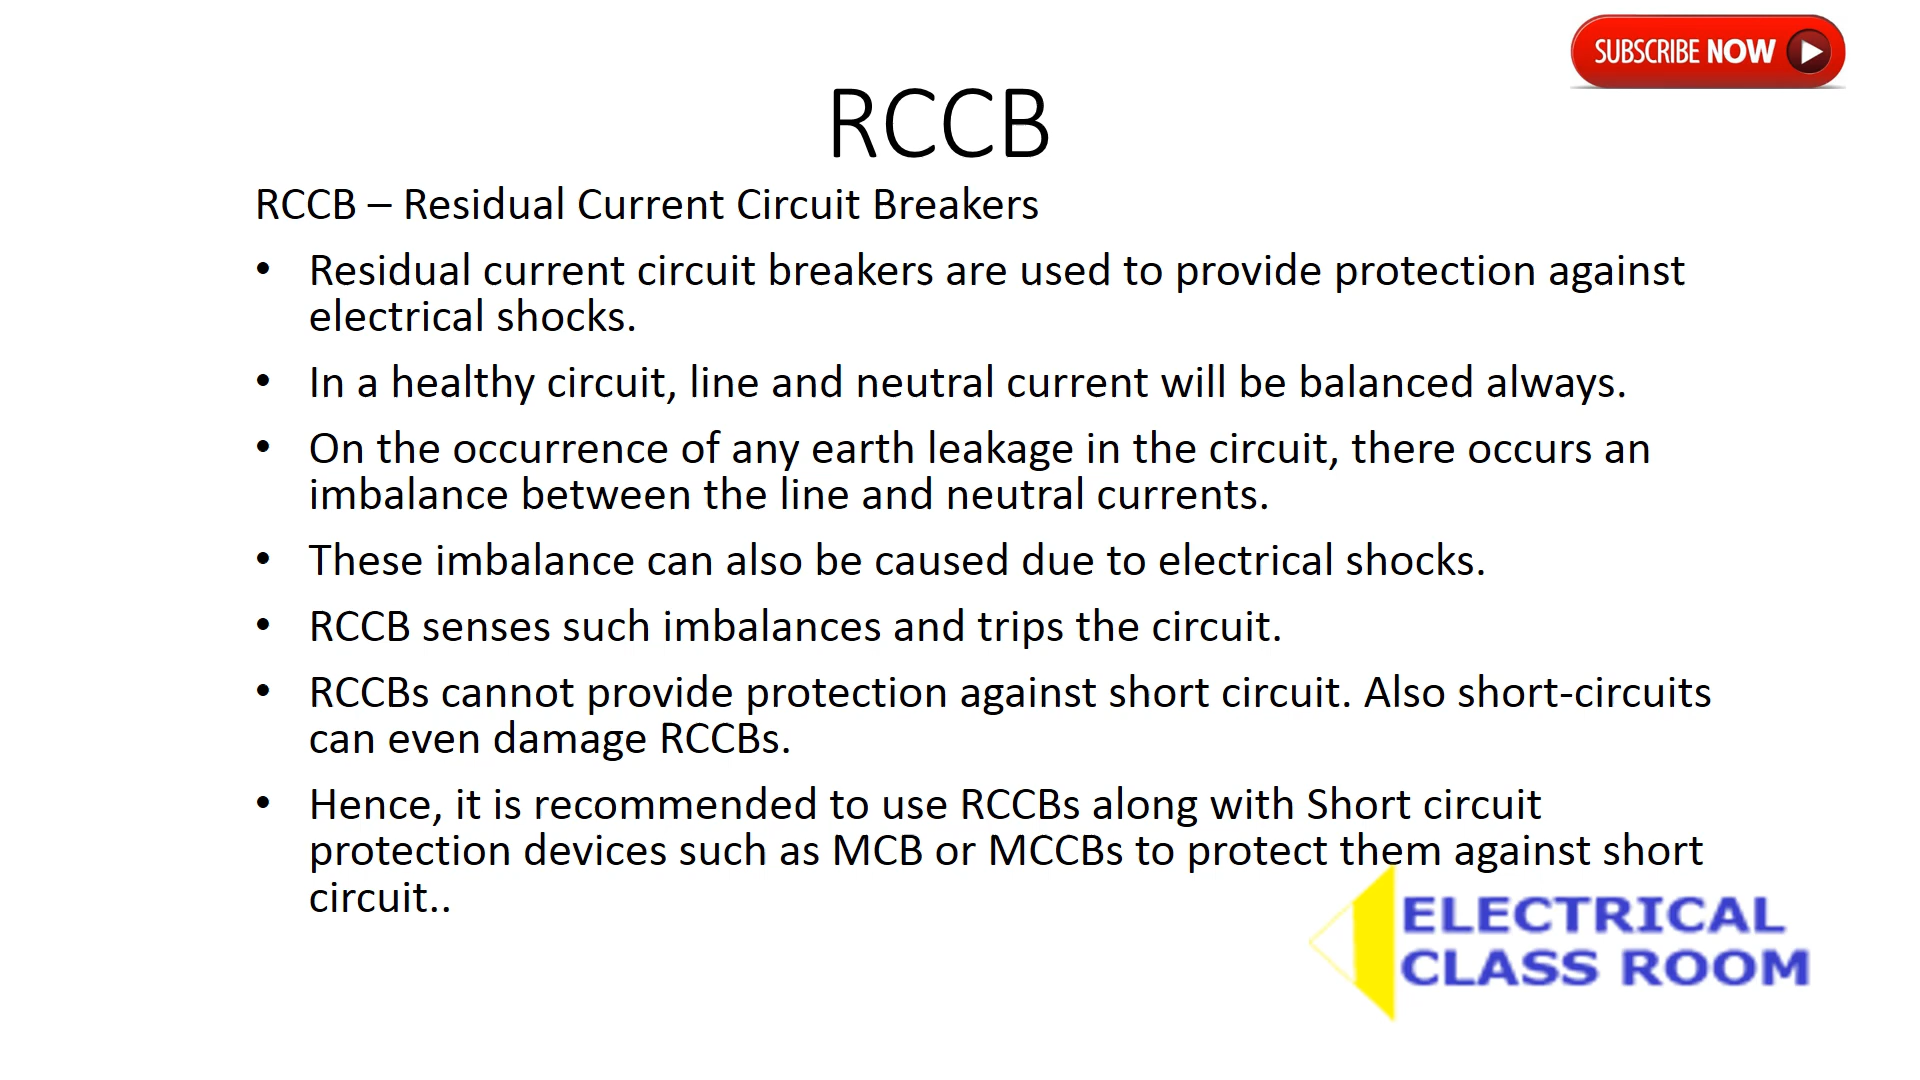 SUBSCRIBE NOW
RCCB
RCCB – Residual Current Circuit Breakers
• Residual current circuit breakers are used to provide protection against
electrical shocks.
• In a healthy circuit, line and neutral current will be balanced always.
• On the occurrence of any earth leakage in the circuit, there occurs an
imbalance between the line and neutral currents.
• These imbalance can also be caused due to electrical shocks.
• RCCB senses such imbalances and trips the circuit.
• RCCBs cannot provide protection against short circuit. Also short-circuits
can even damage RCCBs.
• Hence, it is recommended to use RCCBs along with Short circuit
protection devices such as MCB or MCCBs to protect them against short
circuit..
ELECTRICAL
CLASS ROOM